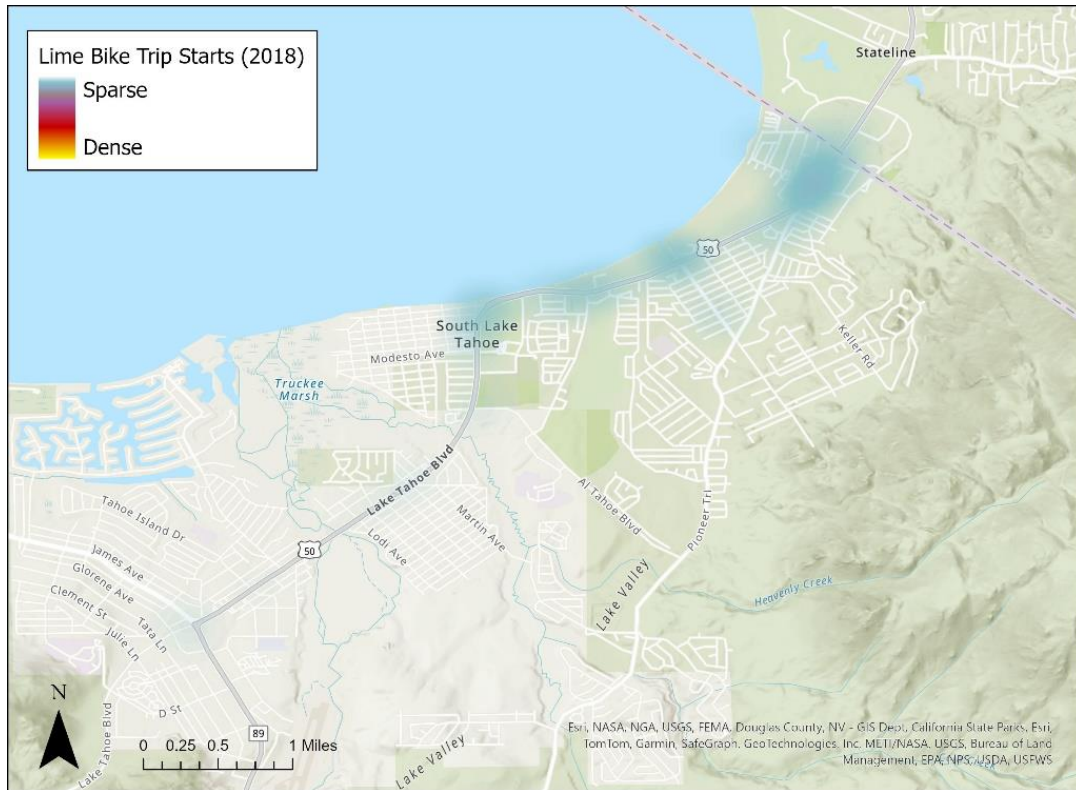 Lime Bike Trip Starts (2018)
Sparse
Dense
Stateline
50
South Lake
Tahoe
Modesto Ave
Keller Rd
Truckee
Marsh
Lake Tahoe Blvd
Al Tahoe Blvd
Pioneer Trl
Tahoe Island Dr
Martin Ave
Lodi Ave
50
James Ave
Glorene Ave
Clement St
Tara Ln
Julie Ln
Heavenly Creek
Lake Valley
D St
N
89
Lake Tahoe Blvd
0 0.25 0.5 1 Miles
Lake Valley
Esri, NASA, NGA, USGS, FEMA, Douglas County, NV - GIS Dept, California State Parks, Esri,
TomTom, Garmin, SafeGraph, GeoTechnologies, Inc, METI/NASA, USGS, Bureau of Land
Management, EPA, NPS, USDA, USFWS